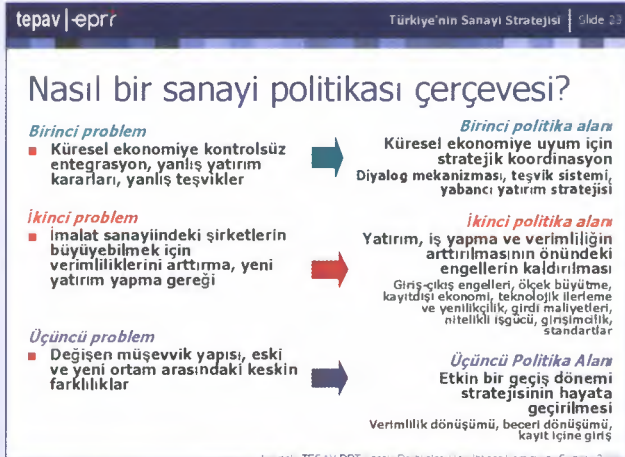 tepav | eprı
Türkiye'nin Sanayi Stratejisi | Slide 23
Nasıl bir sanayi politikası çerçevesi?
Birinci problem
Küresel ekonomiye kontrolsüz
entegrasyon, yanlış yatırım
kararları, yanlış teşvikler
Birinci politika alanı
Küresel ekonomiye uyum için
stratejik koordinasyon
Diyalog mekanizması, teşvik sistemi,
yabancı yatırım stratejisi
İkinci problem
İmalat sanayiindeki şirketlerin
büyüyebilmek için
verimliliklerini arttırma, yeni
yatırım yapma gereği
İkinci politika alanı
Yatırım, iş yapma ve verimliliğin
arttırılmasının önündeki
engellerin kaldırılması
Giriş-çıkış engelleri, ölçek büyütme,
kayıtdışı ekonomi, teknolojik ilerleme
ve yenilikçilik, girdi maliyetleri,
nitelikli işgücü, girişimcilik,
standartlar
Üçüncü problem
Değişen müşevvik yapısı, eski
ve yeni ortam arasındaki keskin
farklılıklar
Üçüncü Politika Alanı
Etkin bir geçiş dönemi
stratejisinin hayata
geçirilmesi
Verimlilik dönüşümü, beceri dönüşümü,
kayıt içine giriş